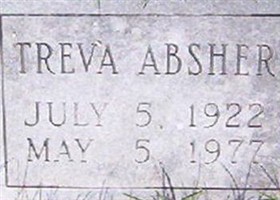 TREVA ABSHER
JULY 5, 1922
MAY 5, 1977